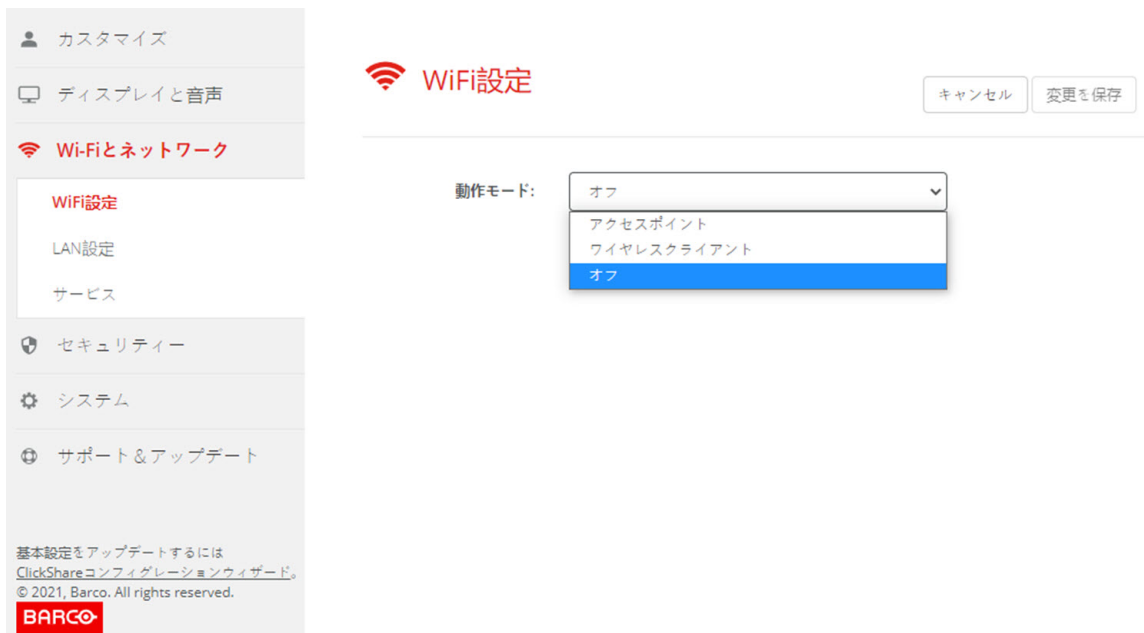 カスタマイズ
ディスプレイと音声
Wi-Fiとネットワーク
WiFi設定
LAN設定
サービス
セキュリティー
システム
サポート＆アップデート
基本設定をアップデートするには
ClickShareコンフィグレーションウィザード。
© 2021, Barco. All rights reserved.
BARCO
WiFi設定
キャンセル 変更を保存
動作モード: オフ
アクセスポイント
ワイヤレスクライアント
オフ